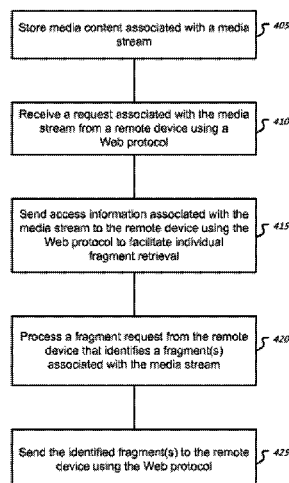 Store media content associated with a media
stream
405
Receive a request associated with the media
stream from a remote device using a
Web protocol
410
Send access information associated with the
media stream to the remote device using the
Web protocol to facilitate individual
fragment retrieval
415
Process a fragment request from the remote
device that identifies a fragment(s)
associated with the media stream
420
Send the identified fragment(s) to the remote
device using the Web protocol
425